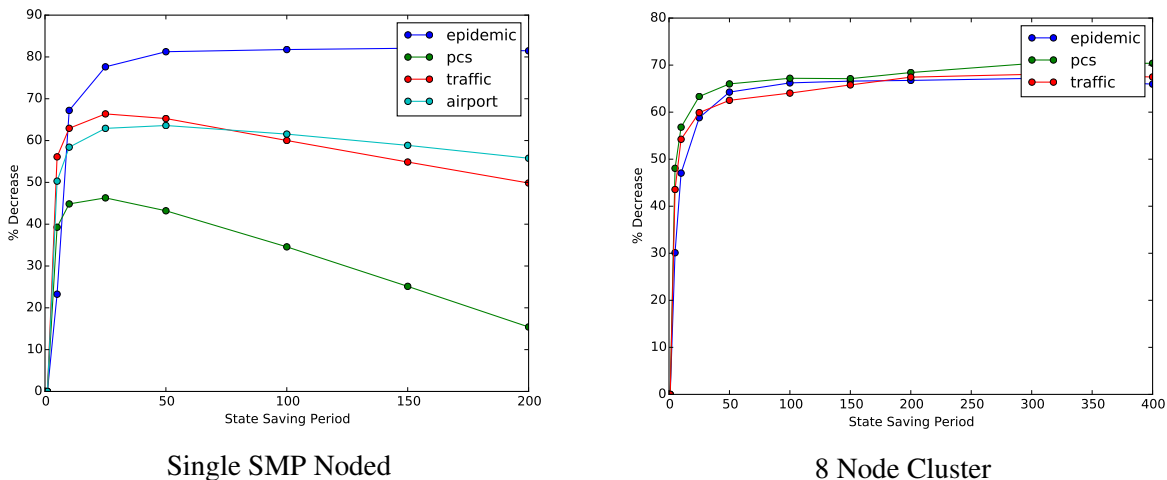 90
80
70
60
50
40
30
20
10
0
% Decrease
0 50 100 150 200
State Saving Period
epidemic
pcs
traffic
airport
Single SMP Noded
80
70
60
50
40
30
20
10
0
% Decrease
0 50 100 150 200 250 300 350 400
State Saving Period
epidemic
pcs
traffic
8 Node Cluster